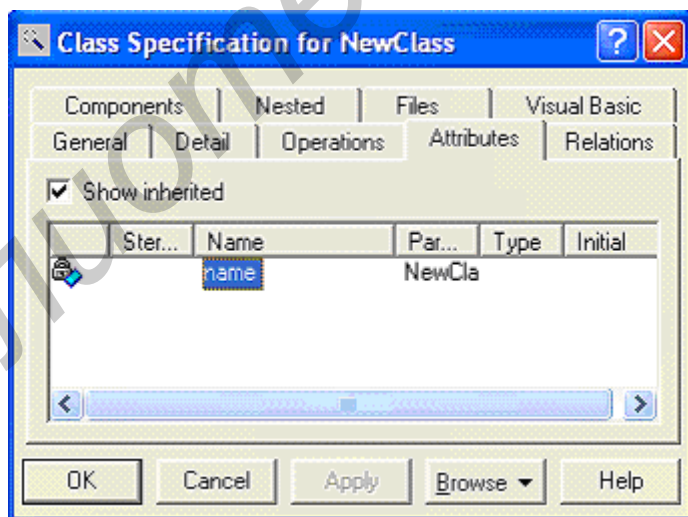 Class Specification for NewClass
Components Nested Files Visual Basic
General Detail Operations Attributes Relations
Show inherited
Ster... Name Par... Type Initial
name NewCla
OK Cancel Apply Browse Help